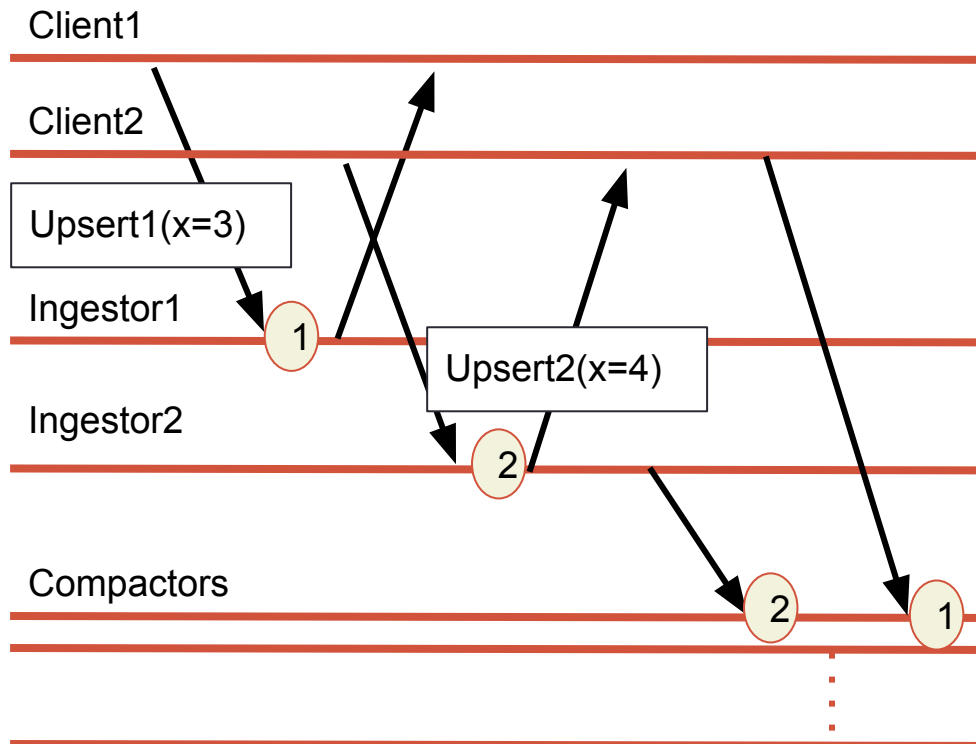 Client1
Client2
Upsert1(x=3)
Ingestor1
1
Upsert2(x=4)
Ingestor2
2
Compactors
2
1